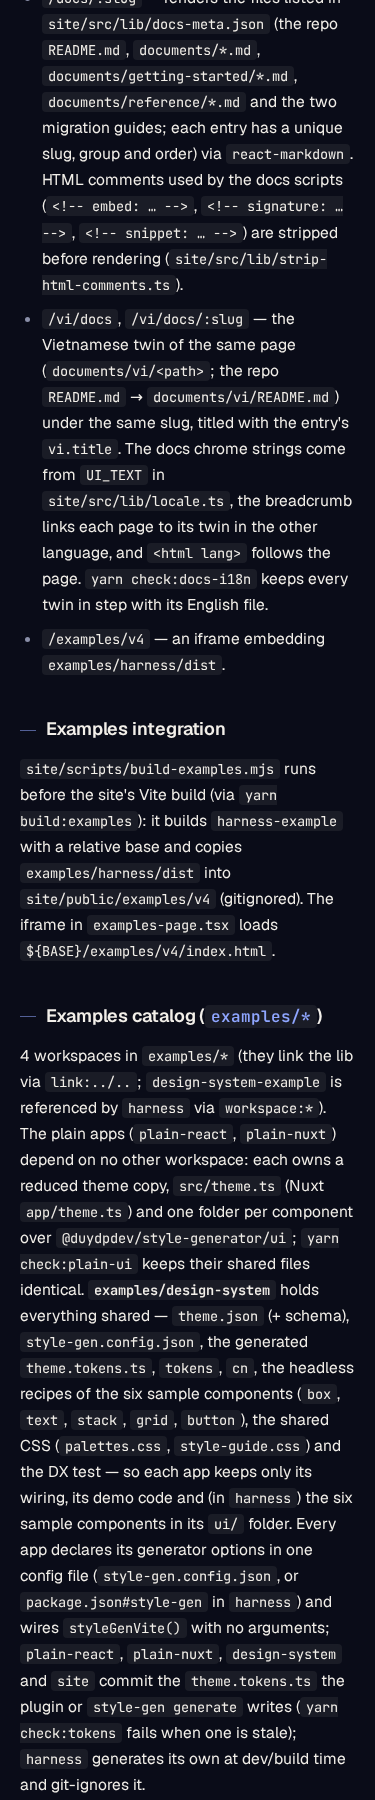 /docs/:slug — renders the files listed in
site/src/lib/docs-meta.json (the repo
README.md, documents/*.md,
documents/getting-started/*.md,
documents/reference/*.md and the two
migration guides; each entry has a unique
slug, group and order) via react-markdown.
HTML comments used by the docs scripts
(<!-- embed: … -->, <!-- signature: …
-->, <!-- snippet: … -->) are stripped
before rendering (site/src/lib/strip-
html-comments.ts).
/vi/docs, /vi/docs/:slug — the
Vietnamese twin of the same page
(documents/vi/<path>; the repo
README.md → documents/vi/README.md)
under the same slug, titled with the entry's
vi.title. The docs chrome strings come
from UI_TEXT in
site/src/lib/locale.ts, the breadcrumb
links each page to its twin in the other
language, and <html lang> follows the
page. yarn check:docs-i18n keeps every
twin in step with its English file.
/examples/v4 — an iframe embedding
examples/harness/dist.
— Examples integration
site/scripts/build-examples.mjs runs
before the site's Vite build (via yarn
build:examples): it builds harness-example
with a relative base and copies
examples/harness/dist into
site/public/examples/v4 (gitignored). The
iframe in examples-page.tsx loads
${BASE}/examples/v4/index.html.
— Examples catalog (examples/*)
4 workspaces in examples/* (they link the lib
via link:../..; design-system-example is
referenced by harness via workspace:*).
The plain apps (plain-react, plain-nuxt)
depend on no other workspace: each owns a
reduced theme copy, src/theme.ts (Nuxt
app/theme.ts) and one folder per component
over @duydpdev/style-generator/ui; yarn
check:plain-ui keeps their shared files
identical. examples/design-system holds
everything shared — theme.json (+ schema),
style-gen.config.json, the generated
theme.tokens.ts, tokens, cn, the headless
recipes of the six sample components (box,
text, stack, grid, button), the shared
CSS (palettes.css, style-guide.css) and
the DX test — so each app keeps only its
wiring, its demo code and (in harness) the six
sample components in its ui/ folder. Every
app declares its generator options in one
config file (style-gen.config.json, or
package.json#style-gen in harness) and
wires styleGenVite() with no arguments;
plain-react, plain-nuxt, design-system
and site commit the theme.tokens.ts the
plugin or style-gen generate writes (yarn
check:tokens fails when one is stale);
harness generates its own at dev/build time
and git-ignores it.